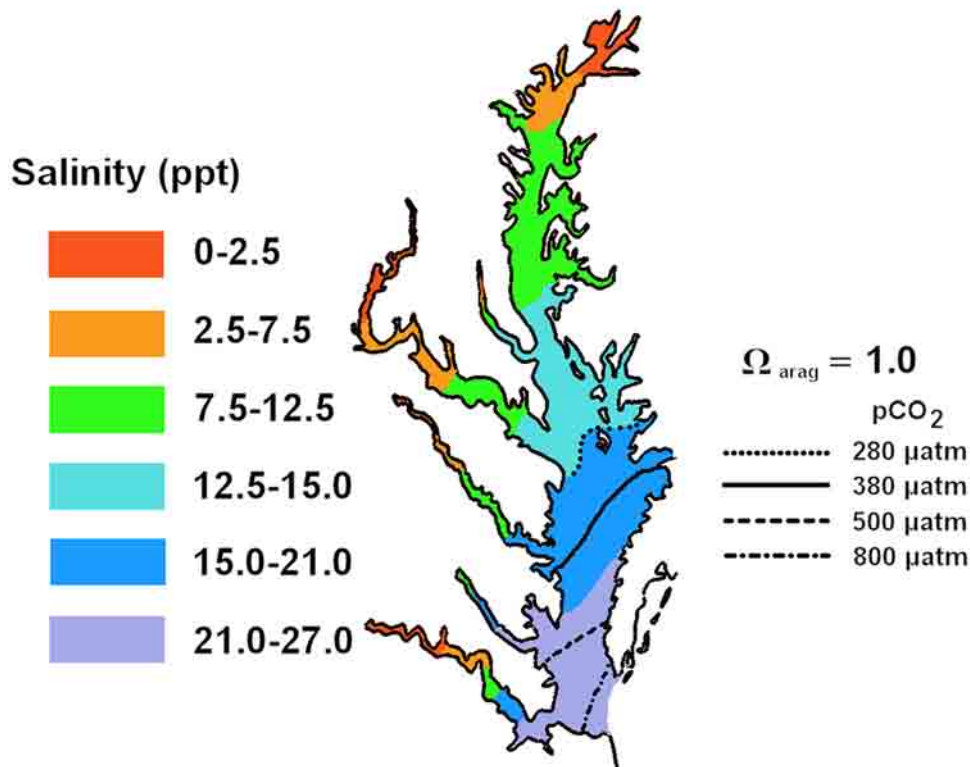 Salinity (ppt)
0-2.5
2.5-7.5
7.5-12.5
12.5-15.0
15.0-21.0
21.0-27.0
Ω arag = 1.0
pCO₂
280 µatm
380 µatm
500 µatm
800 µatm